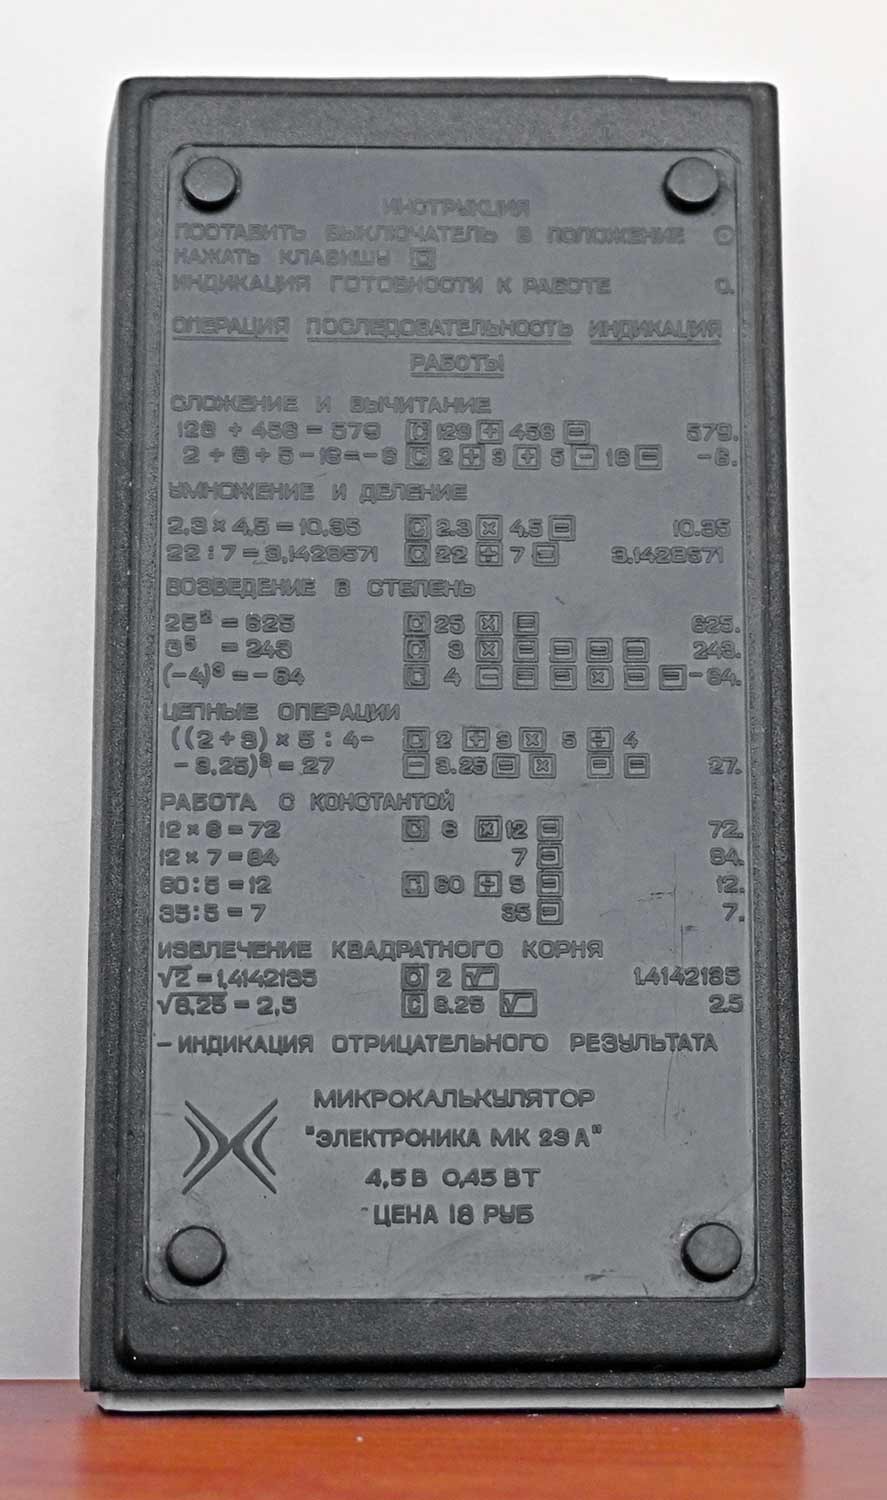 ИНСТРУКЦИЯ
ПОСТАВИТЬ ВЫКЛЮЧАТЕЛЬ В ПОЛОЖЕНИЕ ⊙
НАЖАТЬ КЛАВИШУ C
ИНДИКАЦИЯ ГОТОВНОСТИ К РАБОТЕ 0.
ОПЕРАЦИЯ ПОСЛЕДОВАТЕЛЬНОСТЬ ИНДИКАЦИЯ
РАБОТЫ
СЛОЖЕНИЕ И ВЫЧИТАНИЕ
123 + 456 = 579 C 123 + 456 = 579.
2 + 3 + 5 - 16 = - 6 C 2 + 3 + 5 - 16 = -6.
УМНОЖЕНИЕ И ДЕЛЕНИЕ
2,3 × 4,5 = 10,35 C 2.3 × 4.5 = 10.35
22 : 7 = 3,1428571 C 22 ÷ 7 = 3.1428571
ВОЗВЕДЕНИЕ В СТЕПЕНЬ
25² = 625 C 25 × = 625.
3⁵ = 243 C 3 × = = = = 243.
(-4)³ = - 64 C 4 - = = × = = -64.
ЦЕПНЫЕ ОПЕРАЦИИ
((2 + 3) × 5 : 4 - C 2 + 3 × 5 ÷ 4
- 3,25)³ = 27 - 3.25 = × = = 27.
РАБОТА С КОНСТАНТОЙ
12 × 6 = 72 C 6 × 12 = 72.
12 × 7 = 84 7 = 84.
60 : 5 = 12 C 60 ÷ 5 = 12.
35 : 5 = 7 35 = 7.
ИЗВЛЕЧЕНИЕ КВАДРАТНОГО КОРНЯ
√2 = 1,4142135 C 2 √ 1.4142135
√6,25 = 2,5 C 6.25 √ 2.5
- ИНДИКАЦИЯ ОТРИЦАТЕЛЬНОГО РЕЗУЛЬТАТА
МИКРОКАЛЬКУЛЯТОР
"ЭЛЕКТРОНИКА МК 23 А"
4,5 В 0,45 ВТ
ЦЕНА 18 РУБ